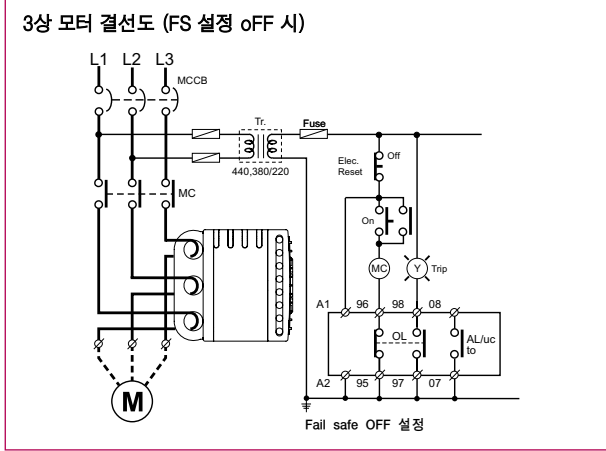 3상 모터 결선도 (FS 설정 oFF 시)
L1 L2 L3
MCCB
Tr.
Fuse
440,380/220
Elec.
Reset
Off
MC
On
MC
Y
Trip
A1 96 98 08
OL
AL/uc
to
A2 95 97 07
M
Fail safe OFF 설정